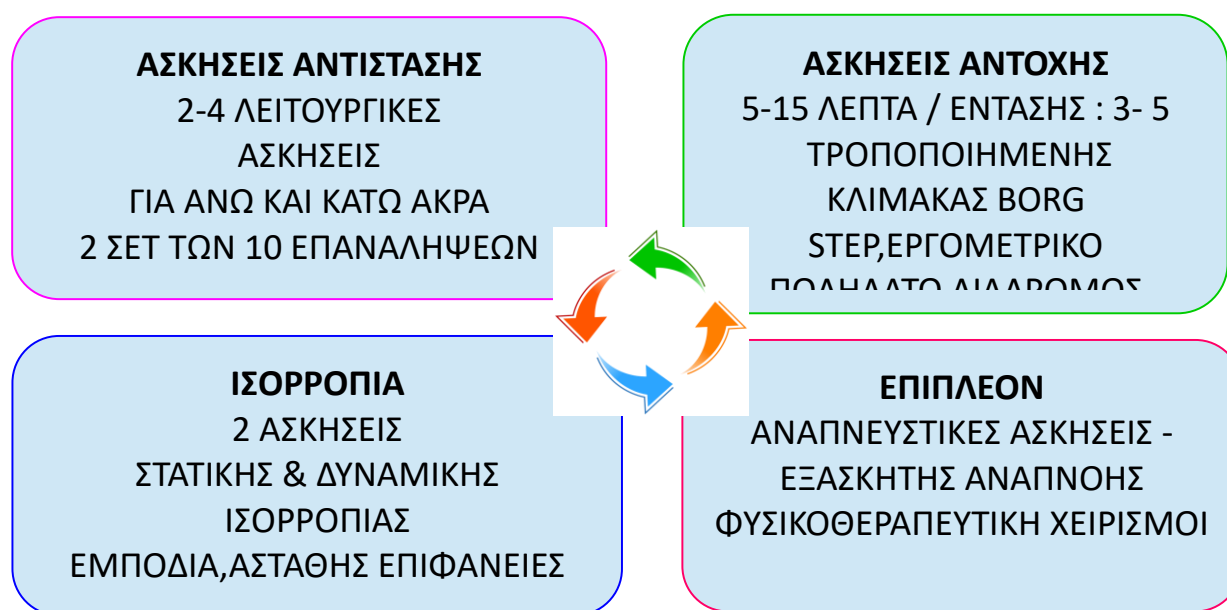 ΑΣΚΗΣΕΙΣ ΑΝΤΙΣΤΑΣΗΣ
2-4 ΛΕΙΤΟΥΡΓΙΚΕΣ
ΑΣΚΗΣΕΙΣ
ΓΙΑ ΑΝΩ ΚΑΙ ΚΑΤΩ ΑΚΡΑ
2 ΣΕΤ ΤΩΝ 10 ΕΠΑΝΑΛΗΨΕΩΝ
ΑΣΚΗΣΕΙΣ ΑΝΤΟΧΗΣ
5-15 ΛΕΠΤΑ / ΕΝΤΑΣΗΣ : 3- 5
ΤΡΟΠΟΠΟΙΗΜΕΝΗΣ
ΚΛΙΜΑΚΑΣ BORG
STEP,ΕΡΓΟΜΕΤΡΙΚΟ
ΙΣΟΡΡΟΠΙΑ
2 ΑΣΚΗΣΕΙΣ
ΣΤΑΤΙΚΗΣ & ΔΥΝΑΜΙΚΗΣ
ΙΣΟΡΡΟΠΙΑΣ
ΕΜΠΟΔΙΑ,ΑΣΤΑΘΗΣ ΕΠΙΦΑΝΕΙΕΣ
ΕΠΙΠΛΕΟΝ
ΑΝΑΠΝΕΥΣΤΙΚΕΣ ΑΣΚΗΣΕΙΣ -
ΕΞΑΣΚΗΤΗΣ ΑΝΑΠΝΟΗΣ
ΦΥΣΙΚΟΘΕΡΑΠΕΥΤΙΚΗ ΧΕΙΡΙΣΜΟΙ